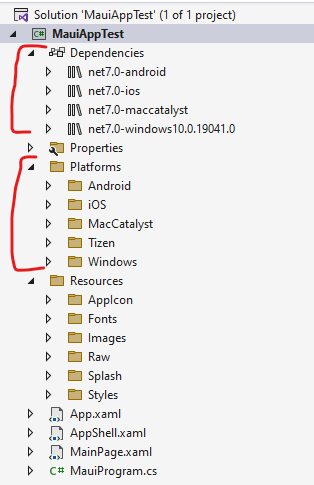 Solution 'MauiAppTest' (1 of 1 project)
C# MauiAppTest
Dependencies
net7.0-android
net7.0-ios
net7.0-maccatalyst
net7.0-windows10.0.19041.0
Properties
Platforms
Android
iOS
MacCatalyst
Tizen
Windows
Resources
AppIcon
Fonts
Images
Raw
Splash
Styles
App.xaml
AppShell.xaml
MainPage.xaml
C# MauiProgram.cs